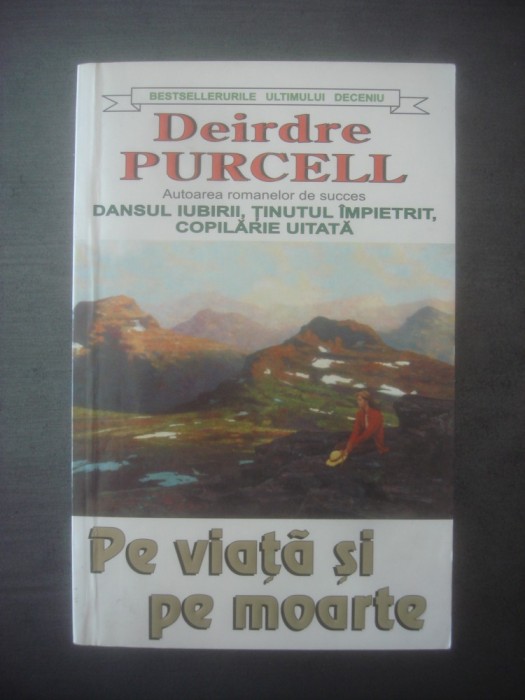 BESTSELLERURILE ULTIMULUI DECENIU
Deirdre
PURCELL
Autoarea romanelor de succes
DANSUL IUBIRII, ŢINUTUL ÎMPIETRIT,
COPILĂRIE UITATĂ
Pe viaţă şi
pe moarte